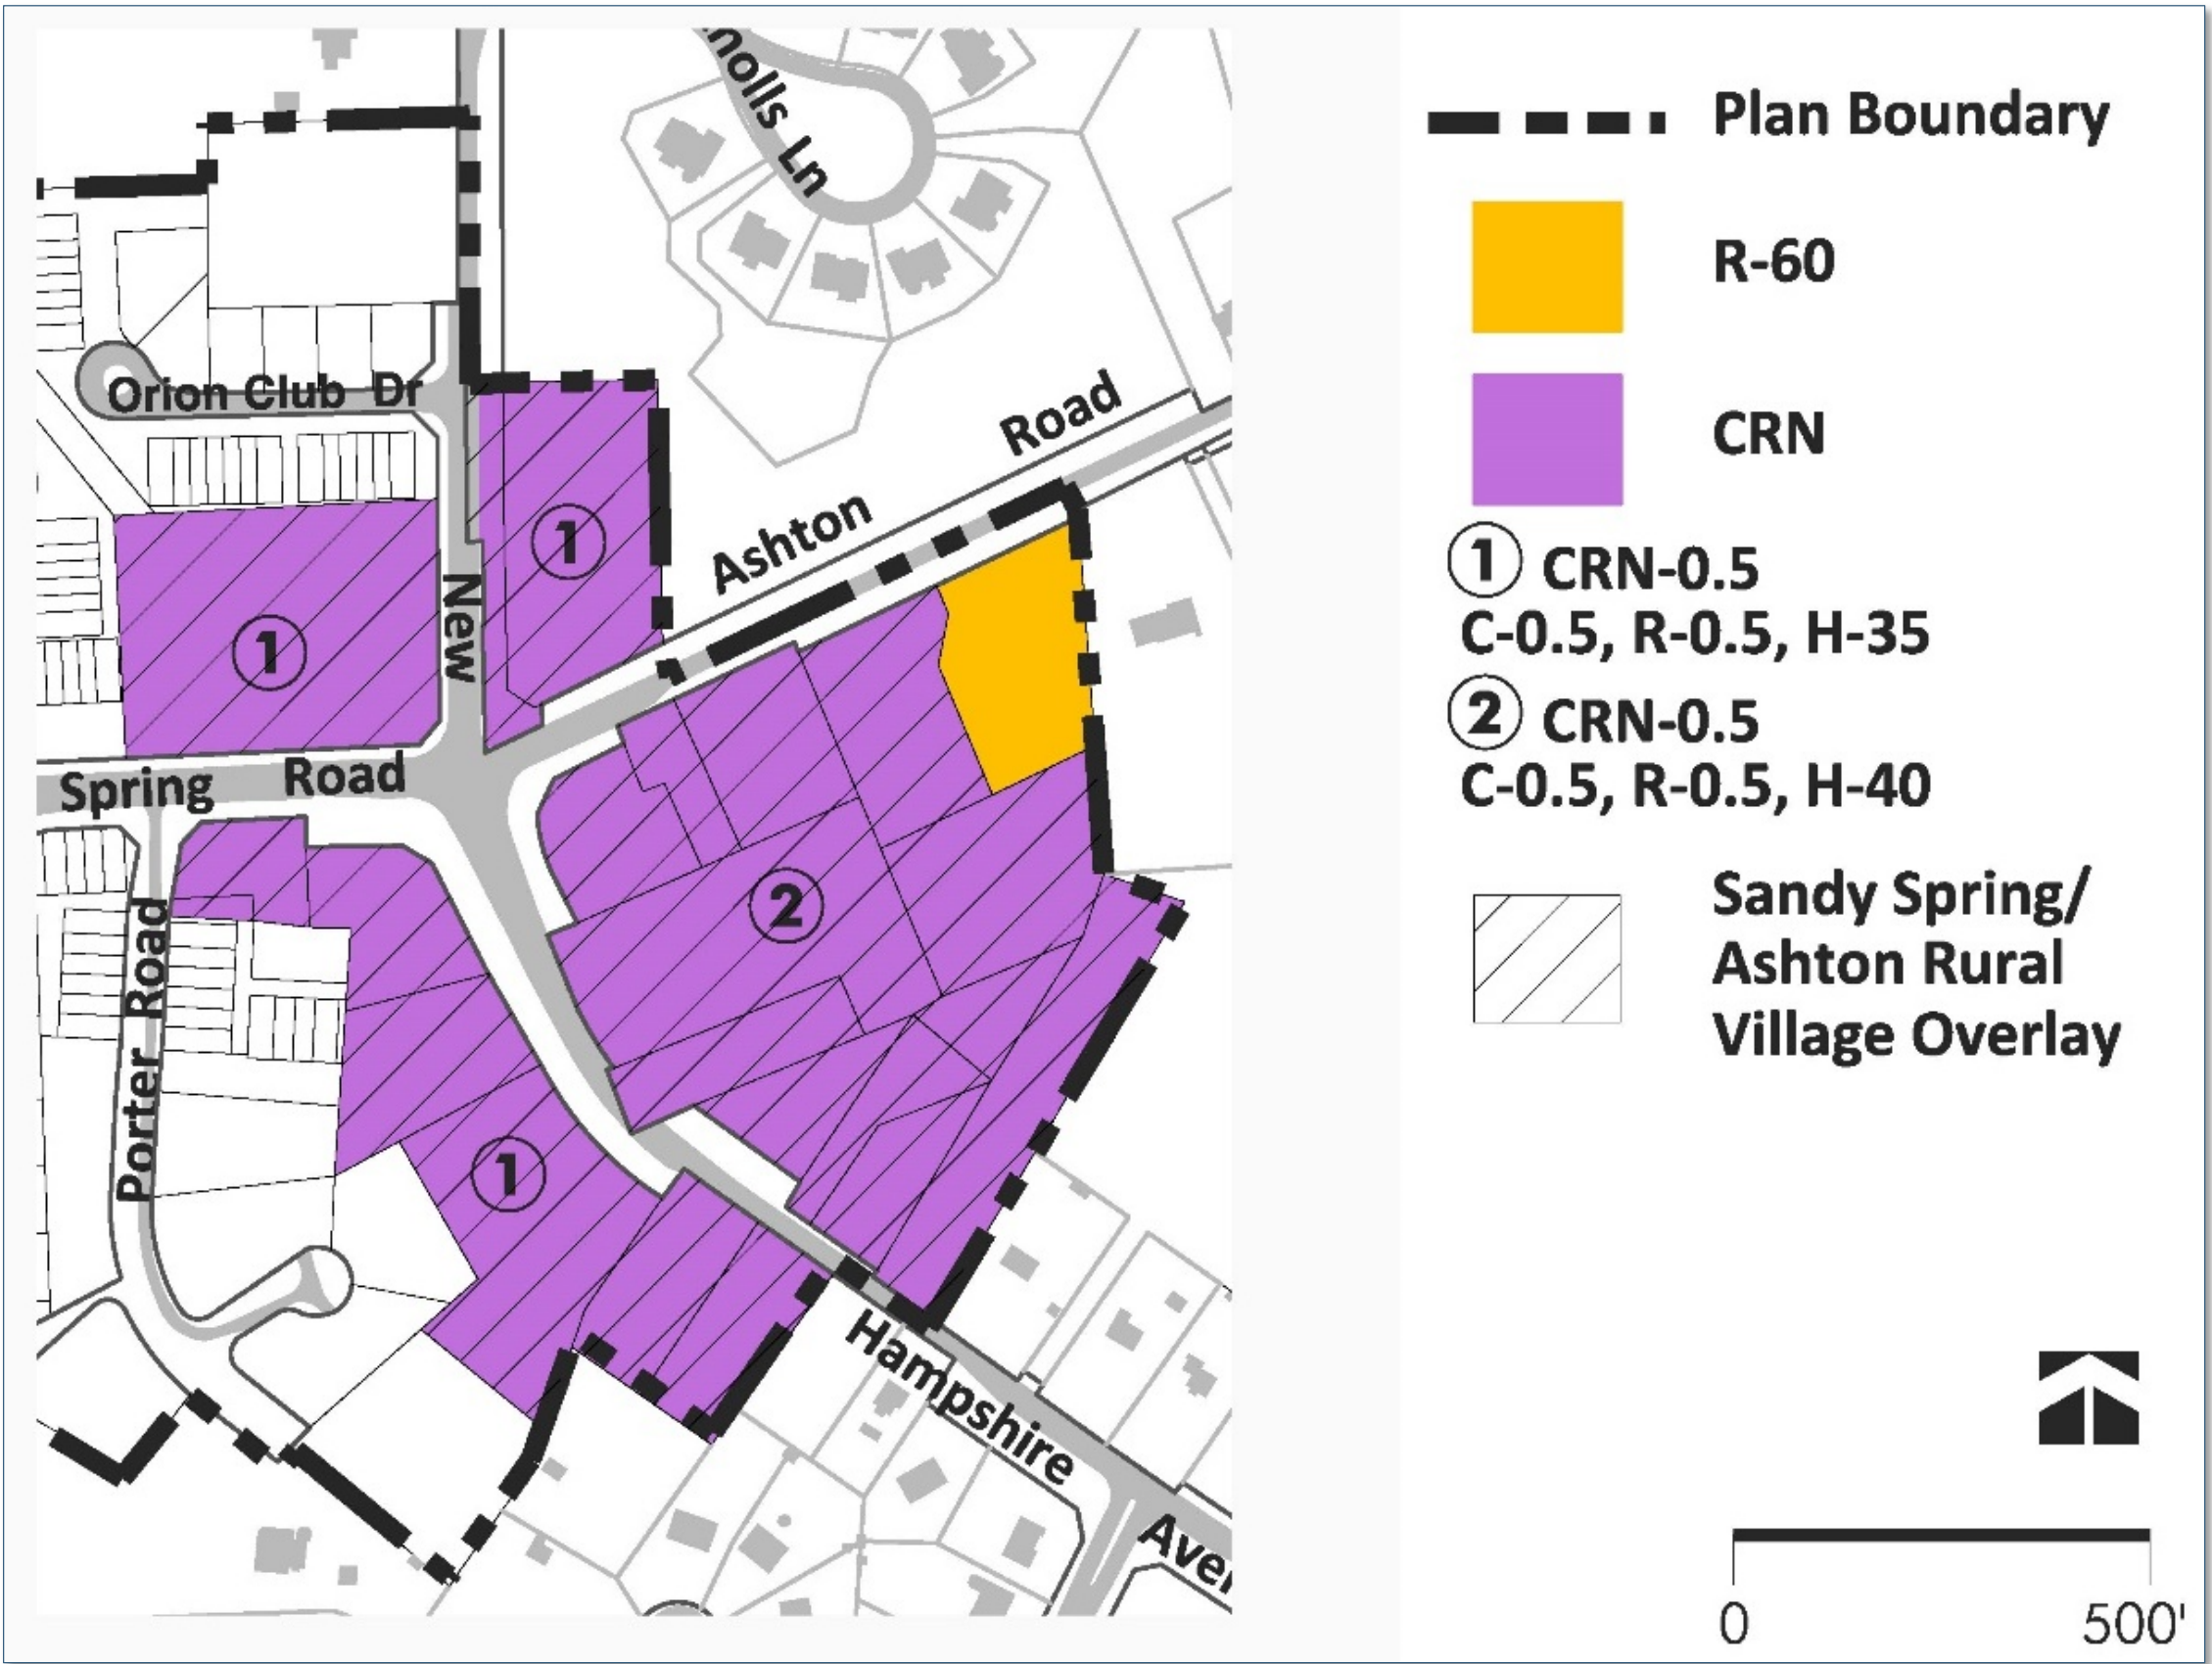 nolls Ln
Orion Club Dr
Ashton Road
1
1
New
Spring Road
2
Porter Road
1
Hampshire
Aven
Plan Boundary
R-60
CRN
1 CRN-0.5
C-0.5, R-0.5, H-35
2 CRN-0.5
C-0.5, R-0.5, H-40
Sandy Spring/
Ashton Rural
Village Overlay
0 500'